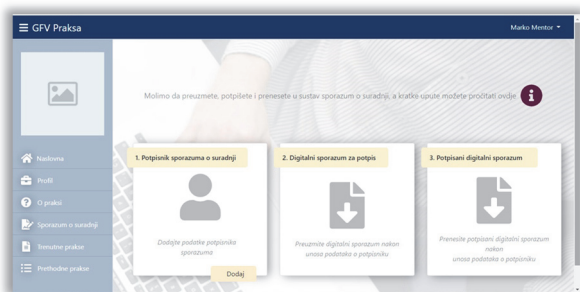 GFV Praksa
Marko Mentor
Molimo da preuzmete, potpišete i prenesete u sustav sporazum o suradnji, a kratke upute možete pročitati ovdje
Naslovna
Profil
O praksi
Sporazum o suradnji
Trenutne prakse
Prethodne prakse
1. Potpisnik sporazuma o suradnji
Dodajte podatke potpisnika
sporazuma
Dodaj
2. Digitalni sporazum za potpis
Preuzmite digitalni sporazum nakon
unosa podataka o potpisniku
3. Potpisani digitalni sporazum
Prenesite potpisani digitalni sporazum
nakon
unosa podataka o potpisniku